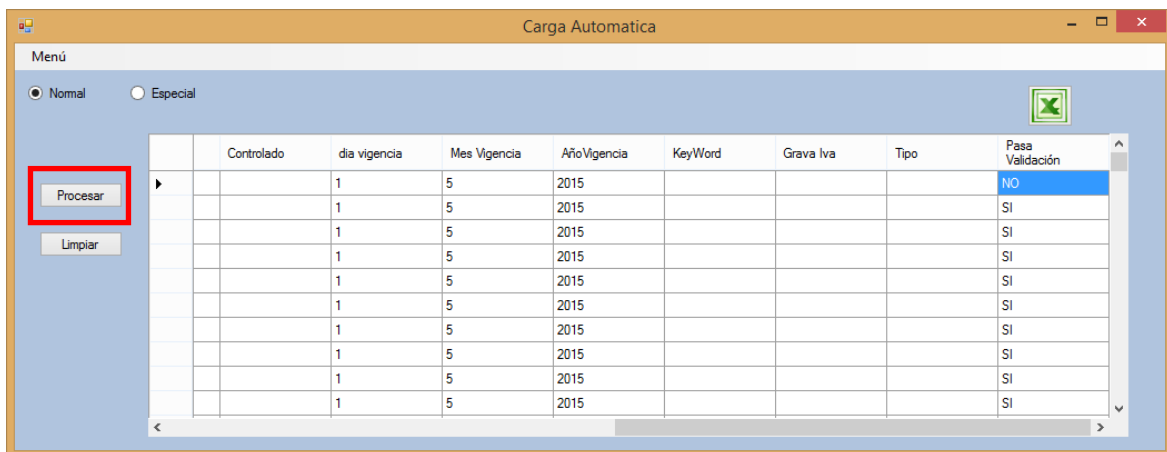 Carga Automatica
Menú
Normal Especial
Controlado dia vigencia Mes Vigencia AñoVigencia KeyWord Grava Iva Tipo Pasa Validación
Procesar
Limpiar
1 5 2015 NO
1 5 2015 SI
1 5 2015 SI
1 5 2015 SI
1 5 2015 SI
1 5 2015 SI
1 5 2015 SI
1 5 2015 SI
1 5 2015 SI
1 5 2015 SI